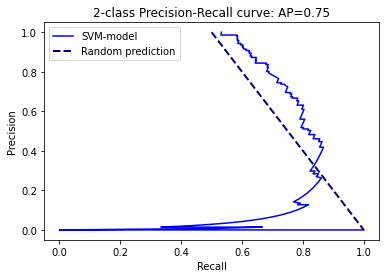 2-class Precision-Recall curve: AP=0.75
SVM-model
Random prediction
Precision
1.0
0.8
0.6
0.4
0.2
0.0
0.0 0.2 0.4 0.6 0.8 1.0
Recall